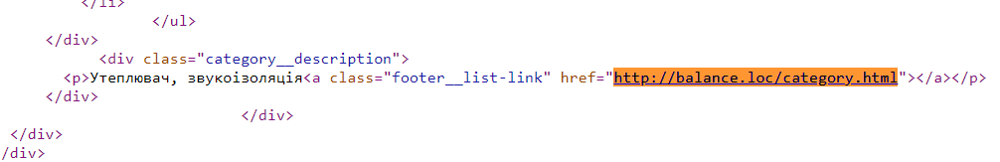 </li>
</ul>
</div>
<div class="category__description">
<p>Утеплювач, звукоізоляція<a class="footer__list-link" href="http://balance.loc/category.html"></a></p>
</div>
</div>
</div>
/div>